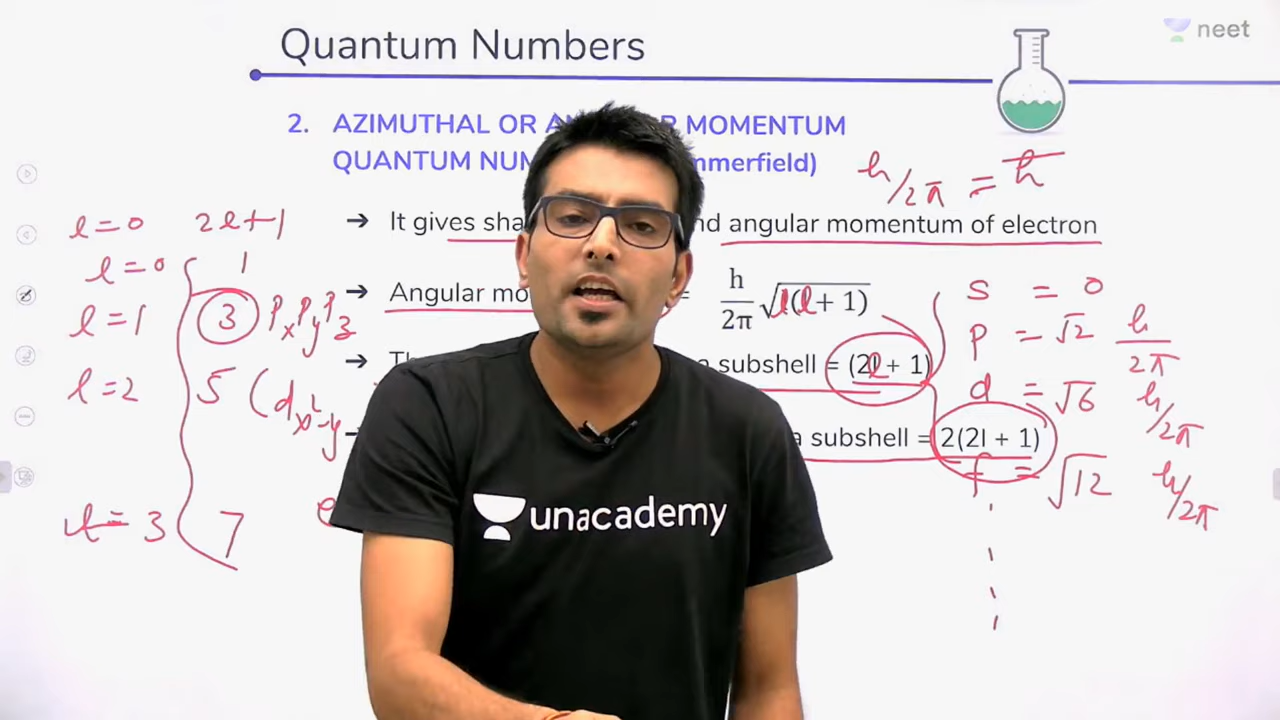 Quantum Numbers
neet
2. AZIMUTHAL OR A R MOMENTUM
QUANTUM NUM mmerfield)
h/2π = ħ
l=0 2l+1
→ It gives sha nd angular momentum of electron
l=0 1
→ Angular mo = h/2π √l(l+1)
l=1 3 Px Py P3
→ Th a subshell = (2l + 1)
l=2 5 (dx²-y
a subshell = 2(2l + 1)
l=3 7 e
S = 0
P = √2 h/2π
d = √6 h/2π
f = √12 h/2π
unacademy